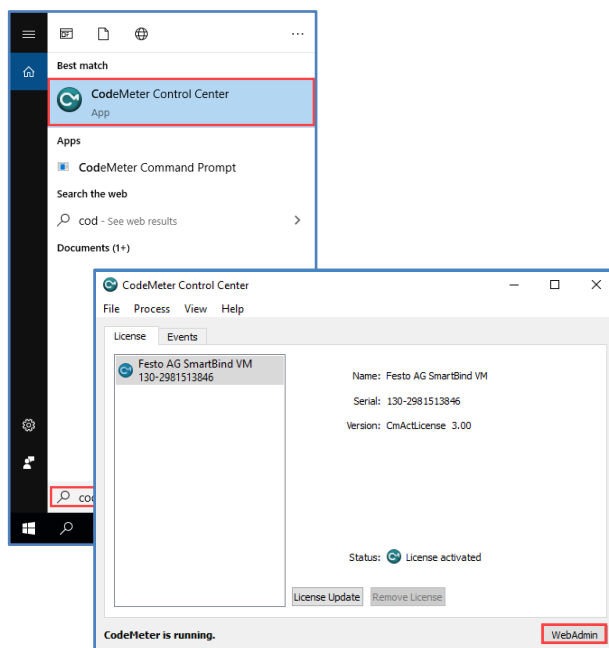 Best match
CodeMeter Control Center
App
Apps
CodeMeter Command Prompt
Search the web
cod - See web results
Documents (1+)
CodeMeter Control Center
File Process View Help
License Events
Festo AG SmartBind VM
130-2981513846
Name: Festo AG SmartBind VM
Serial: 130-2981513846
Version: CmActLicense 3.00
Status: License activated
License Update Remove License
CodeMeter is running. WebAdmin